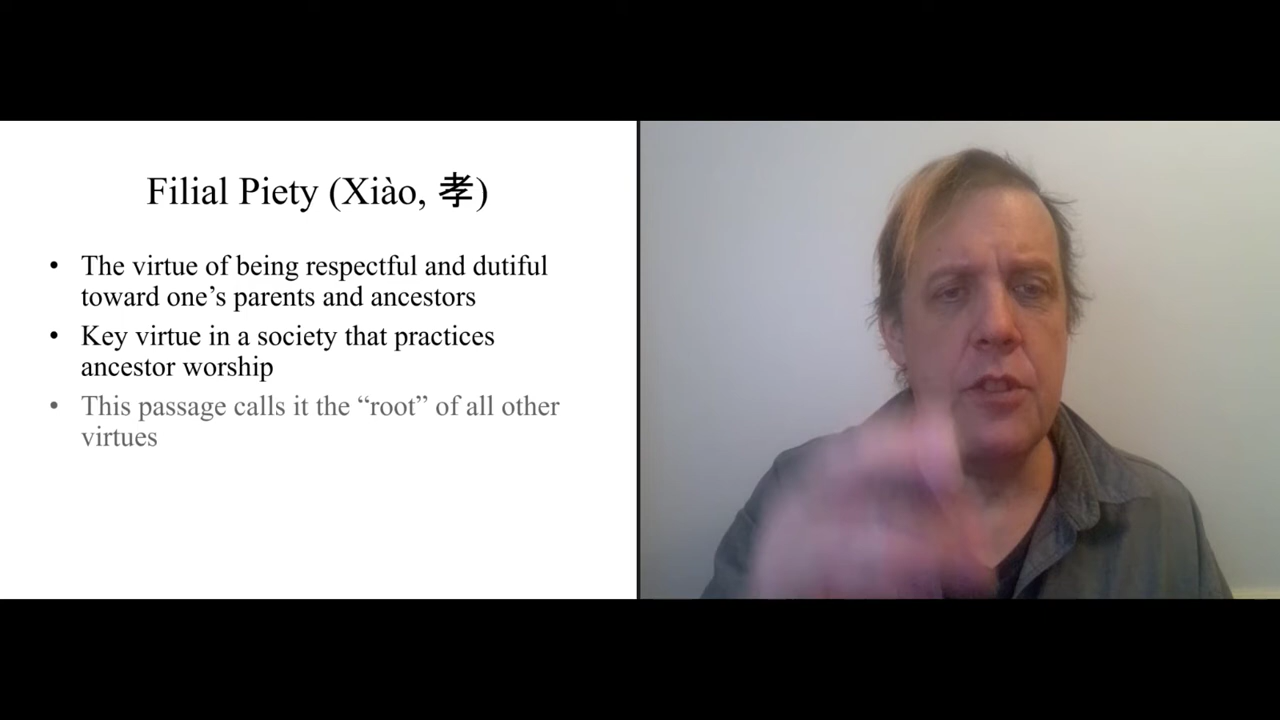 Filial Piety (Xiào, 孝)
• The virtue of being respectful and dutiful
toward one’s parents and ancestors
• Key virtue in a society that practices
ancestor worship
• This passage calls it the “root” of all other
virtues